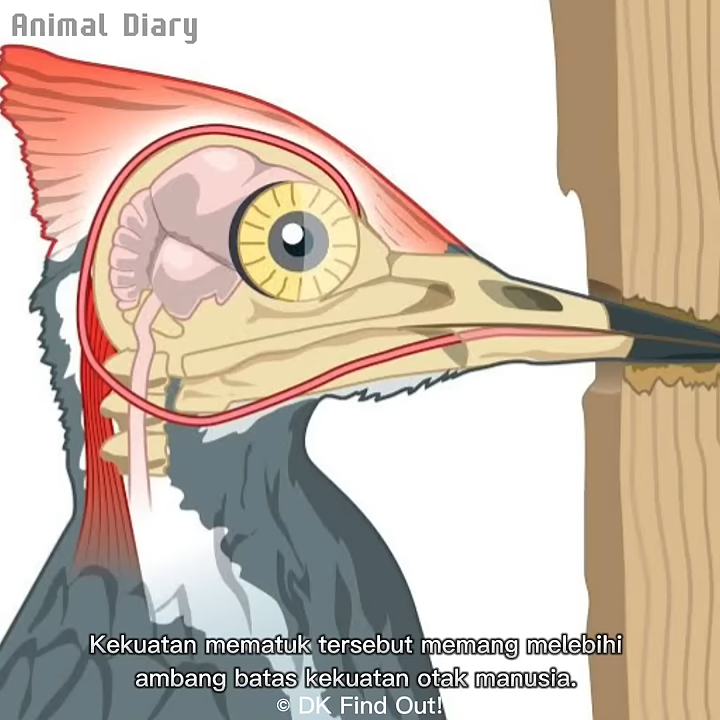 Animal Diary
Kekuatan mematuk tersebut memang melebihi
ambang batas kekuatan otak manusia.
© DK Find Out!